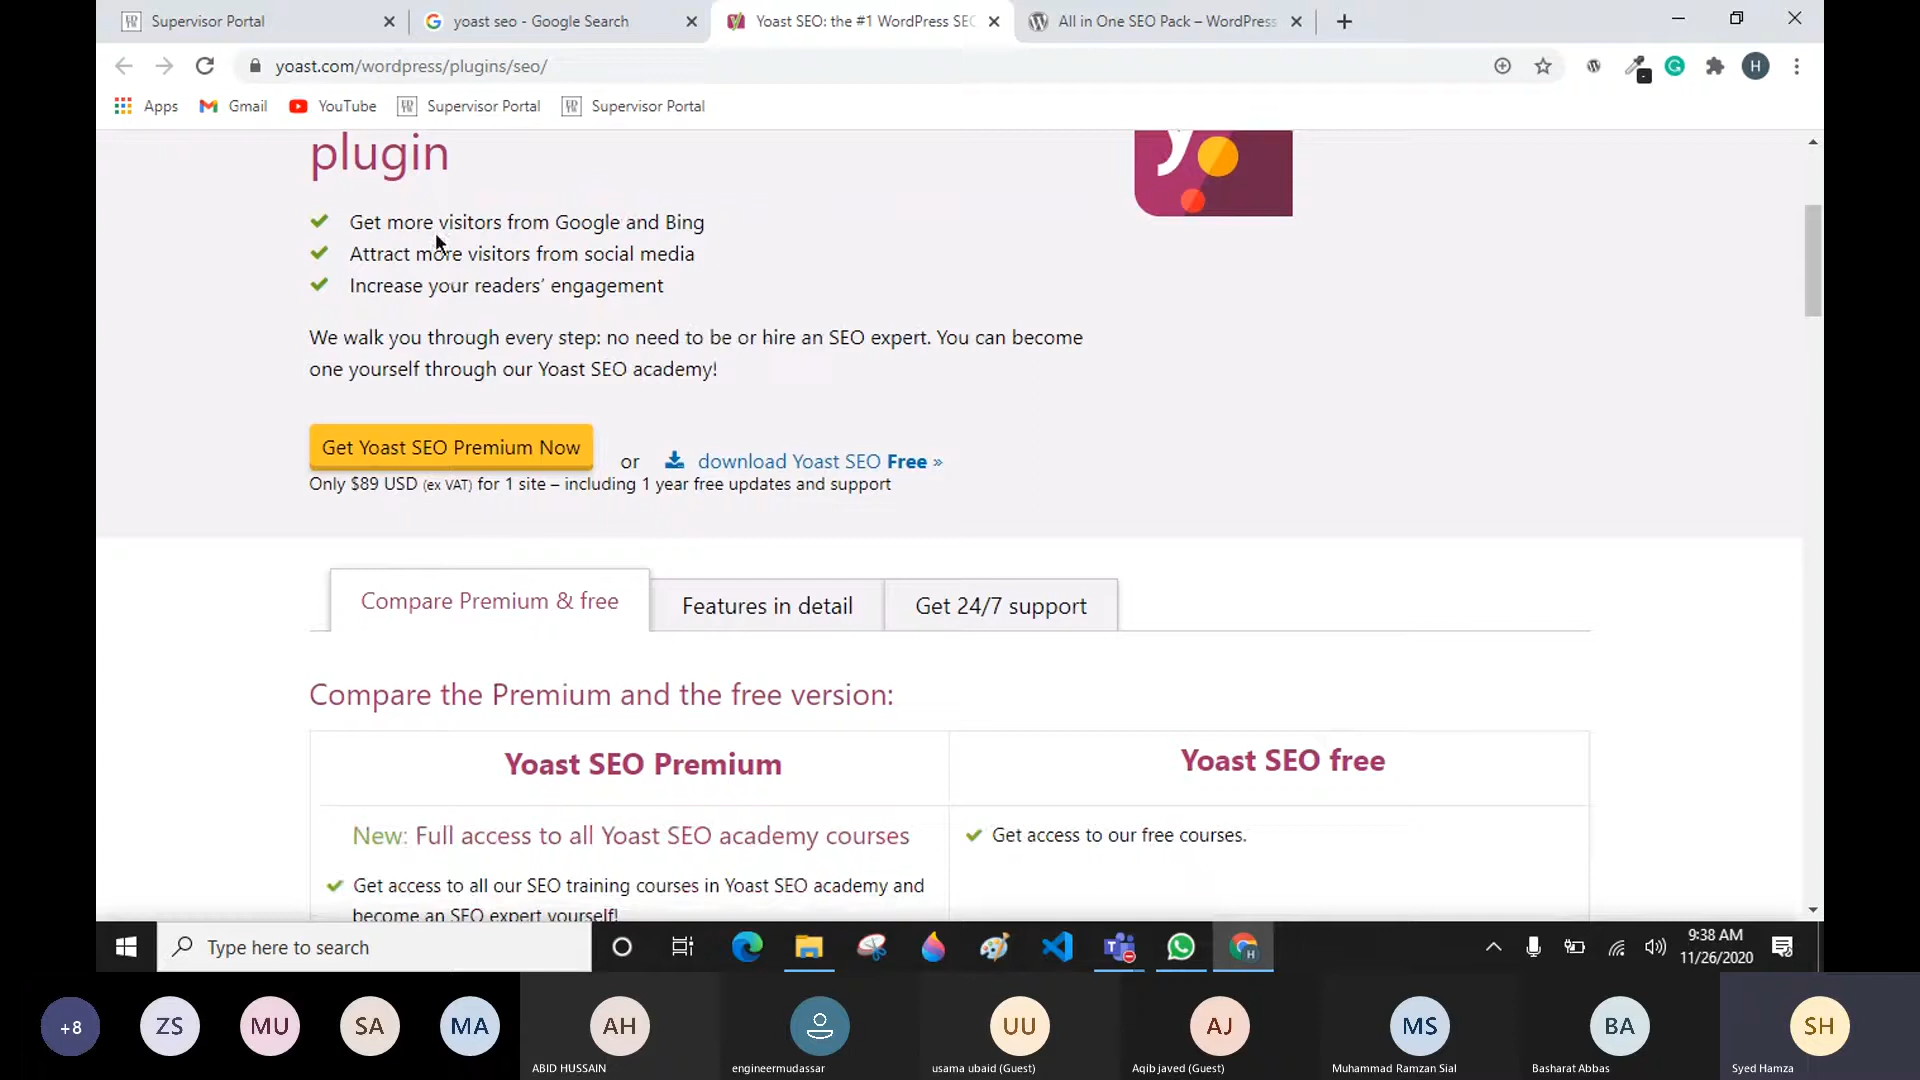 Supervisor Portal
yoast seo - Google Search
Yoast SEO: the #1 WordPress SEO
All in One SEO Pack – WordPress
yoast.com/wordpress/plugins/seo/
H
Apps
Gmail
YouTube
Supervisor Portal
Supervisor Portal
plugin
Get more visitors from Google and Bing
Attract more visitors from social media
Increase your readers’ engagement
We walk you through every step: no need to be or hire an SEO expert. You can become
one yourself through our Yoast SEO academy!
Get Yoast SEO Premium Now
or
download Yoast SEO Free »
Only $89 USD (ex VAT) for 1 site – including 1 year free updates and support
Compare Premium & free
Features in detail
Get 24/7 support
Compare the Premium and the free version:
Yoast SEO Premium
Yoast SEO free
New: Full access to all Yoast SEO academy courses
Get access to our free courses.
Get access to all our SEO training courses in Yoast SEO academy and
become an SEO expert yourself!
Type here to search
9:38 AM
11/26/2020
+8
ZS
MU
SA
MA
AH
UU
AJ
MS
BA
SH
ABID HUSSAIN
engineermudassar
usama ubaid (Guest)
Aqib javed (Guest)
Muhammad Ramzan Sial
Basharat Abbas
Syed Hamza